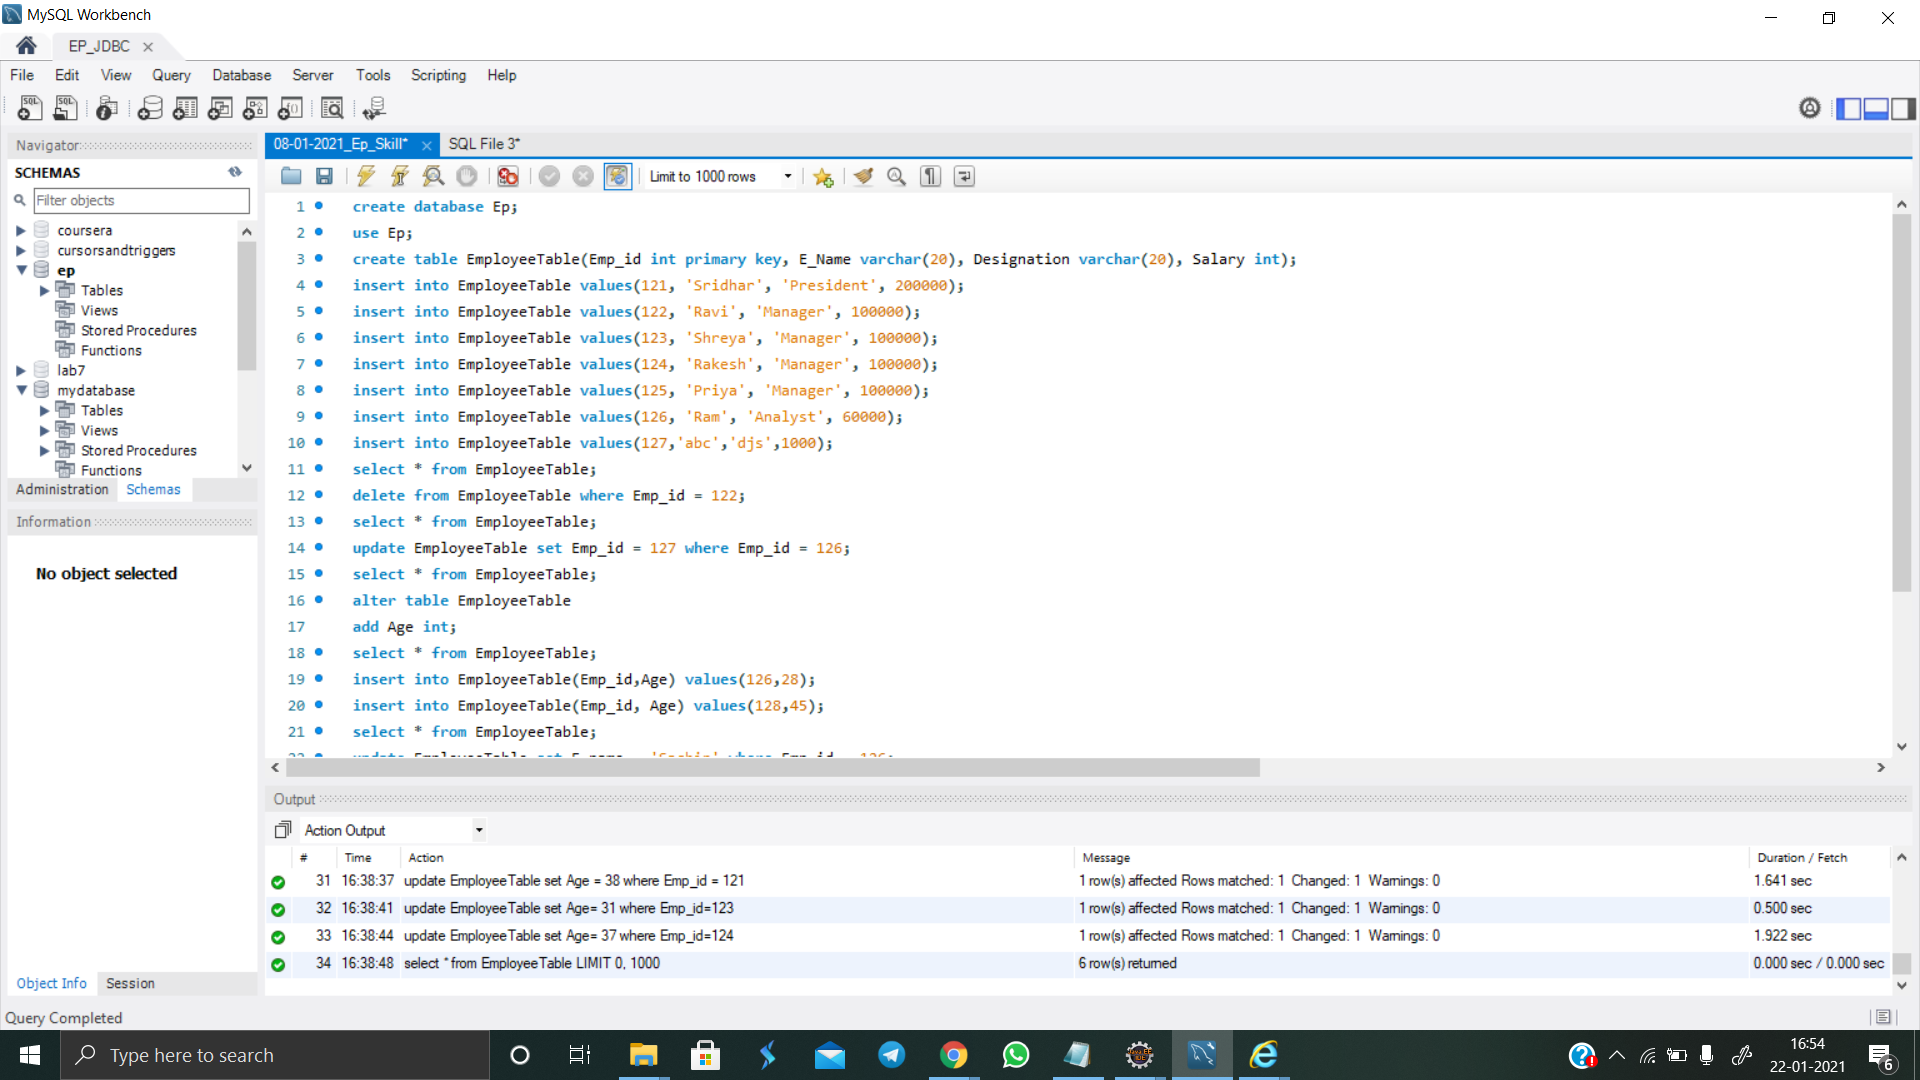 MySQL Workbench
EP_JDBC
File Edit View Query Database Server Tools Scripting Help
Navigator
SCHEMAS
Filter objects
coursera
cursorsandtriggers
ep
Tables
Views
Stored Procedures
Functions
lab7
mydatabase
Tables
Views
Stored Procedures
Functions
Administration Schemas
Information
No object selected
Object Info Session
08-01-2021_Ep_Skill* SQL File 3*
Limit to 1000 rows
1 create database Ep;
2 use Ep;
3 create table EmployeeTable(Emp_id int primary key, E_Name varchar(20), Designation varchar(20), Salary int);
4 insert into EmployeeTable values(121, 'Sridhar', 'President', 200000);
5 insert into EmployeeTable values(122, 'Ravi', 'Manager', 100000);
6 insert into EmployeeTable values(123, 'Shreya', 'Manager', 100000);
7 insert into EmployeeTable values(124, 'Rakesh', 'Manager', 100000);
8 insert into EmployeeTable values(125, 'Priya', 'Manager', 100000);
9 insert into EmployeeTable values(126, 'Ram', 'Analyst', 60000);
10 insert into EmployeeTable values(127,'abc','djs',1000);
11 select * from EmployeeTable;
12 delete from EmployeeTable where Emp_id = 122;
13 select * from EmployeeTable;
14 update EmployeeTable set Emp_id = 127 where Emp_id = 126;
15 select * from EmployeeTable;
16 alter table EmployeeTable
17 add Age int;
18 select * from EmployeeTable;
19 insert into EmployeeTable(Emp_id,Age) values(126,28);
20 insert into EmployeeTable(Emp_id, Age) values(128,45);
21 select * from EmployeeTable;
Output
Action Output
# Time Action Message Duration / Fetch
31 16:38:37 update EmployeeTable set Age = 38 where Emp_id = 121 1 row(s) affected Rows matched: 1 Changed: 1 Warnings: 0 1.641 sec
32 16:38:41 update EmployeeTable set Age= 31 where Emp_id=123 1 row(s) affected Rows matched: 1 Changed: 1 Warnings: 0 0.500 sec
33 16:38:44 update EmployeeTable set Age= 37 where Emp_id=124 1 row(s) affected Rows matched: 1 Changed: 1 Warnings: 0 1.922 sec
34 16:38:48 select * from EmployeeTable LIMIT 0, 1000 6 row(s) returned 0.000 sec / 0.000 sec
Query Completed
Type here to search
16:54
22-01-2021
6